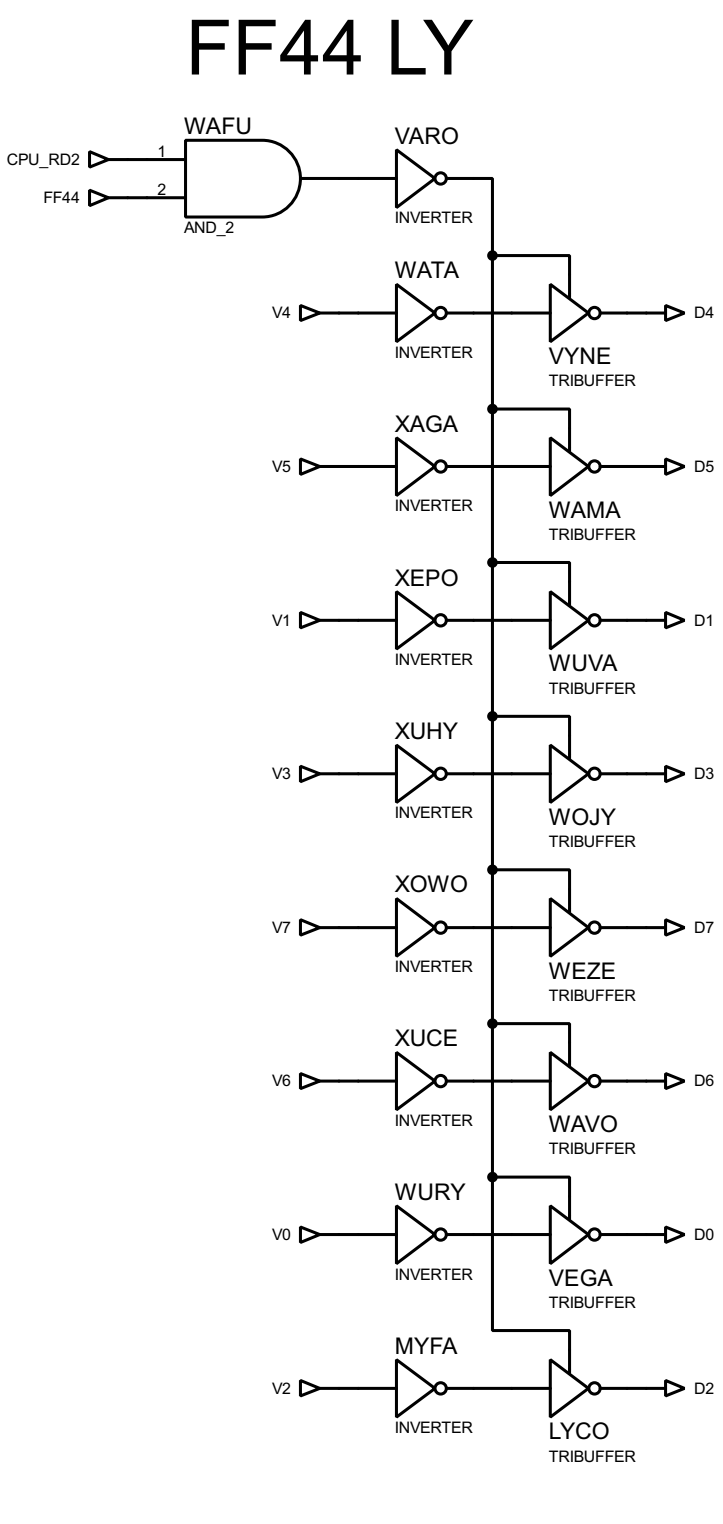 FF44 LY
WAFU
VARO
CPU_RD2
1
FF44
2
AND_2
INVERTER
WATA
V4
D4
INVERTER
VYNE
TRIBUFFER
XAGA
V5
D5
INVERTER
WAMA
TRIBUFFER
XEPO
V1
D1
INVERTER
WUVA
TRIBUFFER
XUHY
V3
D3
INVERTER
WOJY
TRIBUFFER
XOWO
V7
D7
INVERTER
WEZE
TRIBUFFER
XUCE
V6
D6
INVERTER
WAVO
TRIBUFFER
WURY
V0
D0
INVERTER
VEGA
TRIBUFFER
MYFA
V2
D2
INVERTER
LYCO
TRIBUFFER